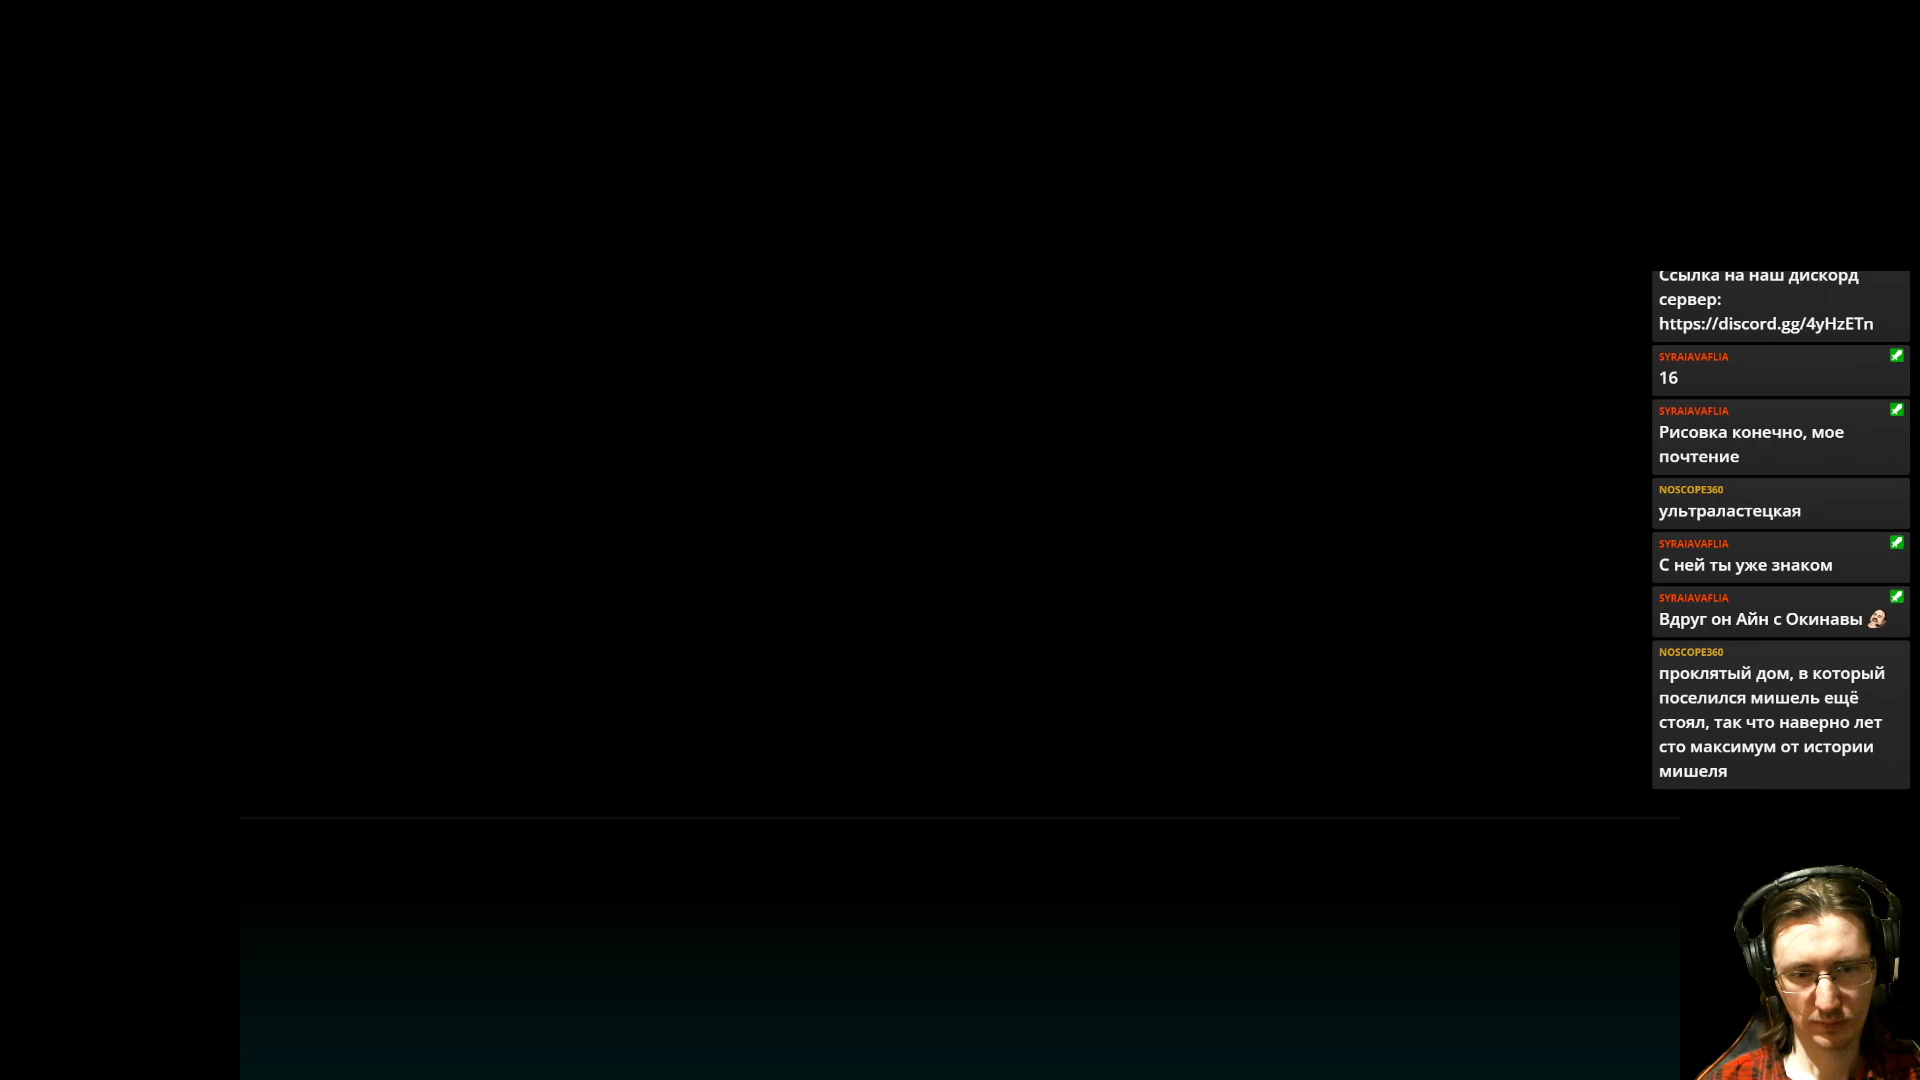 Ссылка на наш дискорд
сервер:
https://discord.gg/4yHzETn
SYRAIAVAFLIA
16
SYRAIAVAFLIA
Рисовка конечно, мое
почтение
NOSCOPE360
ультраластецкая
SYRAIAVAFLIA
С ней ты уже знаком
SYRAIAVAFLIA
Вдруг он Айн с Окинавы
NOSCOPE360
проклятый дом, в который
поселился мишель ещё
стоял, так что наверно лет
сто максимум от истории
мишеля